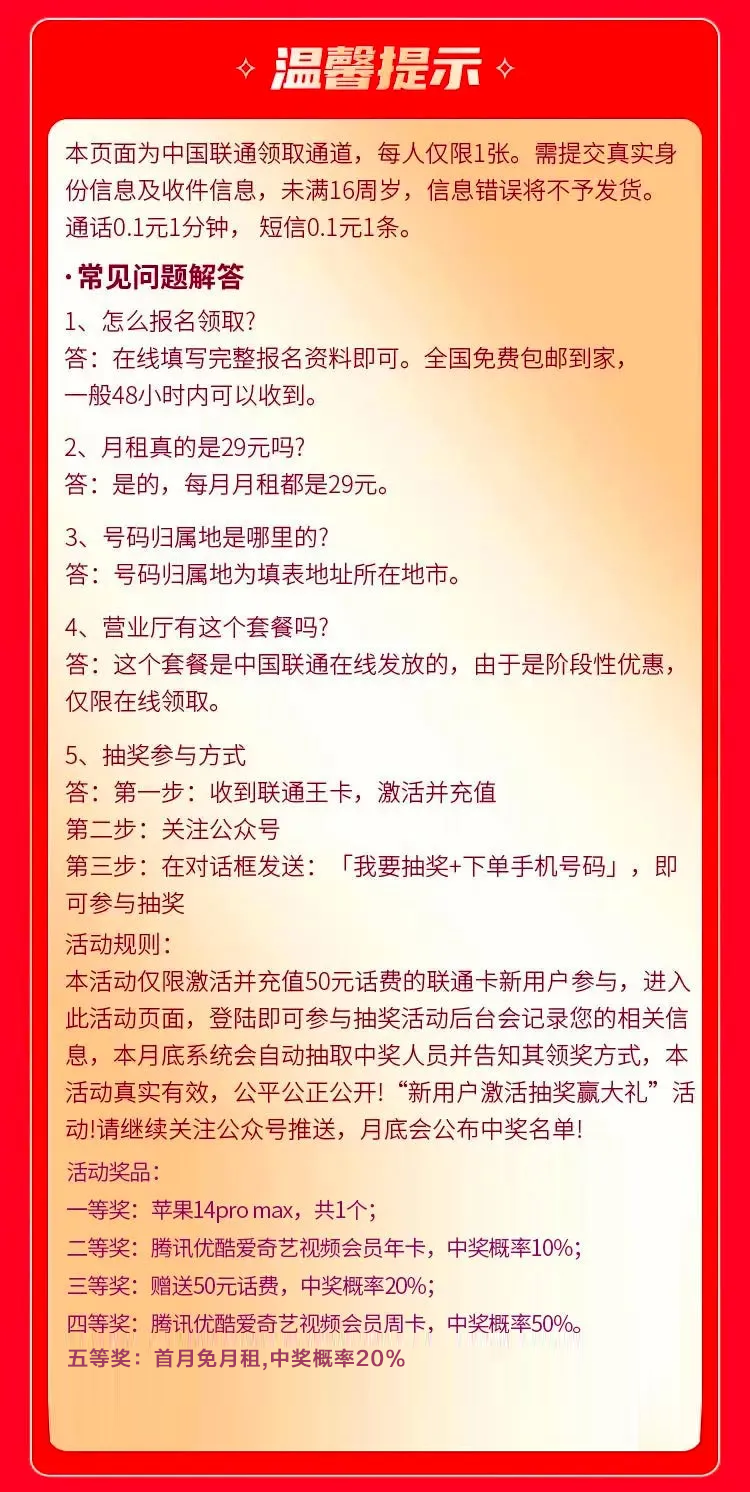 温馨提示
本页面为中国联通领取通道，每人仅限1张。需提交真实身
份信息及收件信息，未满16周岁，信息错误将不予发货。
通话0.1元1分钟， 短信0.1元1条。
·常见问题解答
1、怎么报名领取?
答：在线填写完整报名资料即可。全国免费包邮到家，
一般48小时内可以收到。
2、月租真的是29元吗?
答：是的，每月月租都是29元。
3、号码归属地是哪里的?
答：号码归属地为填表地址所在地市。
4、营业厅有这个套餐吗?
答：这个套餐是中国联通在线发放的，由于是阶段性优惠，
仅限在线领取。
5、抽奖参与方式
答：第一步：收到联通王卡，激活并充值
第二步：关注公众号
第三步：在对话框发送：「我要抽奖+下单手机号码」，即
可参与抽奖
活动规则：
本活动仅限激活并充值50元话费的联通卡新用户参与，进入
此活动页面，登陆即可参与抽奖活动后台会记录您的相关信
息，本月底系统会自动抽取中奖人员并告知其领奖方式，本
活动真实有效，公平公正公开!“新用户激活抽奖赢大礼”活
动!请继续关注公众号推送，月底会公布中奖名单!
活动奖品：
一等奖：苹果14pro max，共1个；
二等奖：腾讯优酷爱奇艺视频会员年卡，中奖概率10%；
三等奖：赠送50元话费，中奖概率20%；
四等奖：腾讯优酷爱奇艺视频会员周卡，中奖概率50%。
五等奖：首月免月租,中奖概率20%